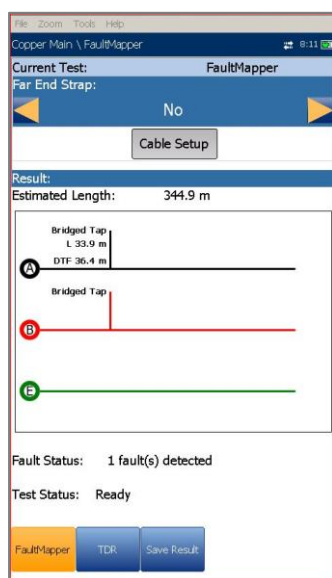 File Zoom Tools Help
Copper Main \ FaultMapper 8:11
Current Test: FaultMapper
Far End Strap:
No
Cable Setup
Result:
Estimated Length: 344.9 m
Bridged Tap
L 33.9 m
DTF 36.4 m
A
Bridged Tap
B
E
Fault Status: 1 fault(s) detected
Test Status: Ready
FaultMapper TDR Save Result